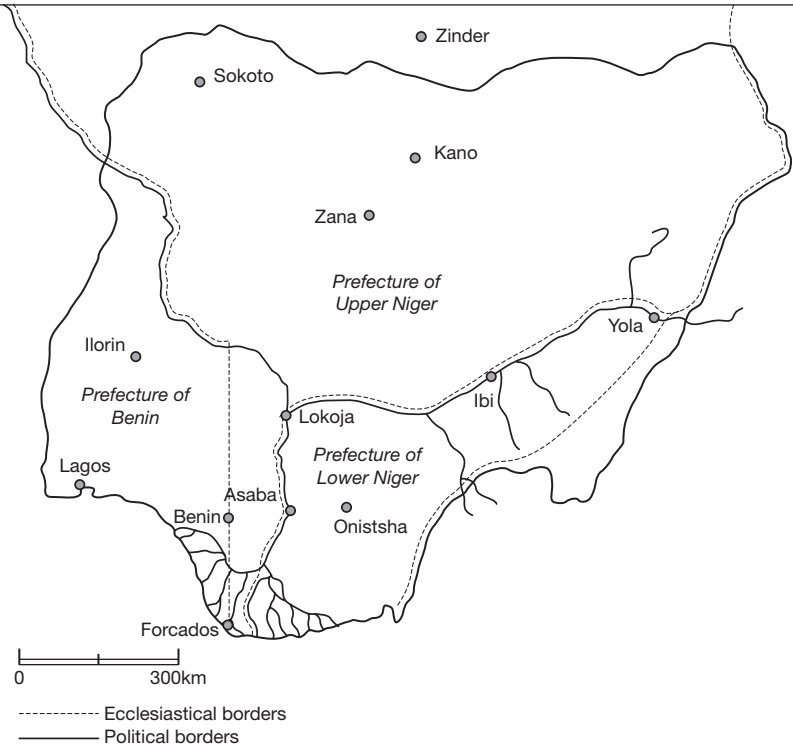 Zinder
Sokoto
Kano
Zana
Prefecture of
Upper Niger
Yola
Ilorin
Ibi
Prefecture of
Benin
Lokoja
Prefecture of
Lower Niger
Lagos
Asaba
Benin
Onistsha
Forcados
0
300km
Ecclesiastical borders
Political borders